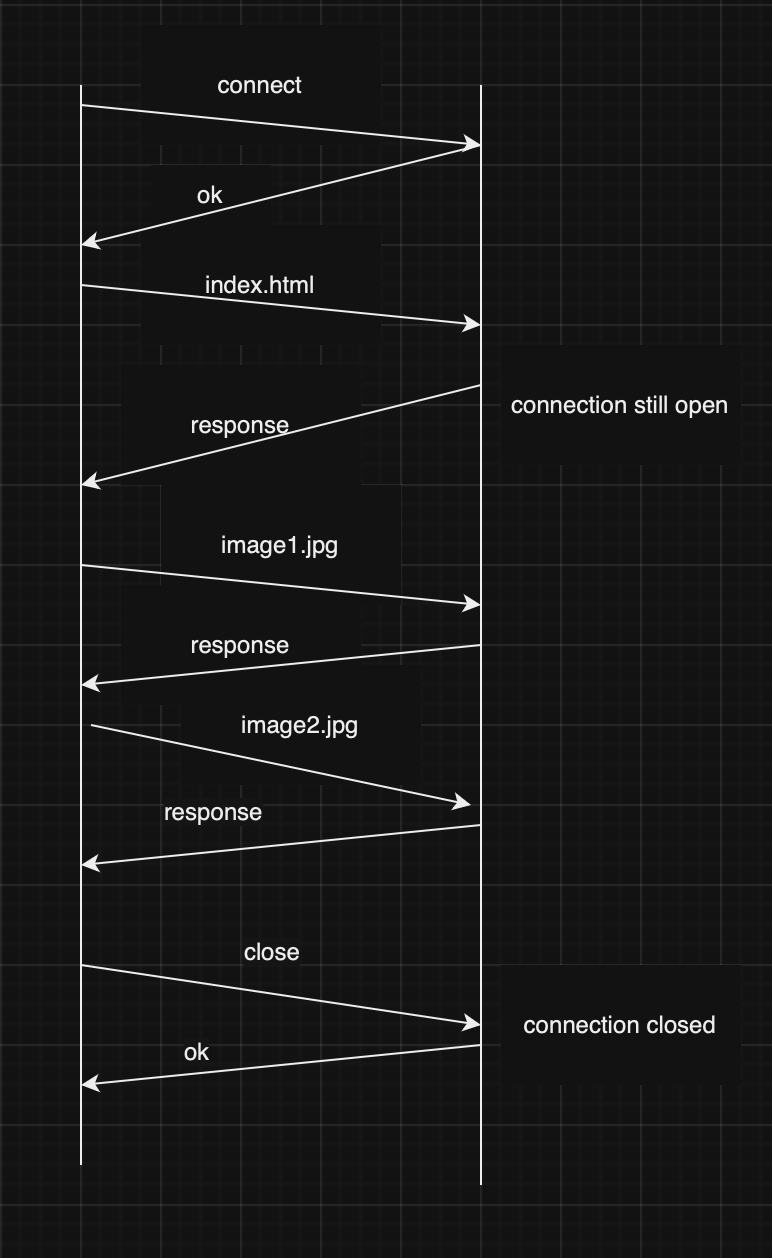 connect
ok
index.html
connection still open
response
image1.jpg
response
image2.jpg
response
close
connection closed
ok